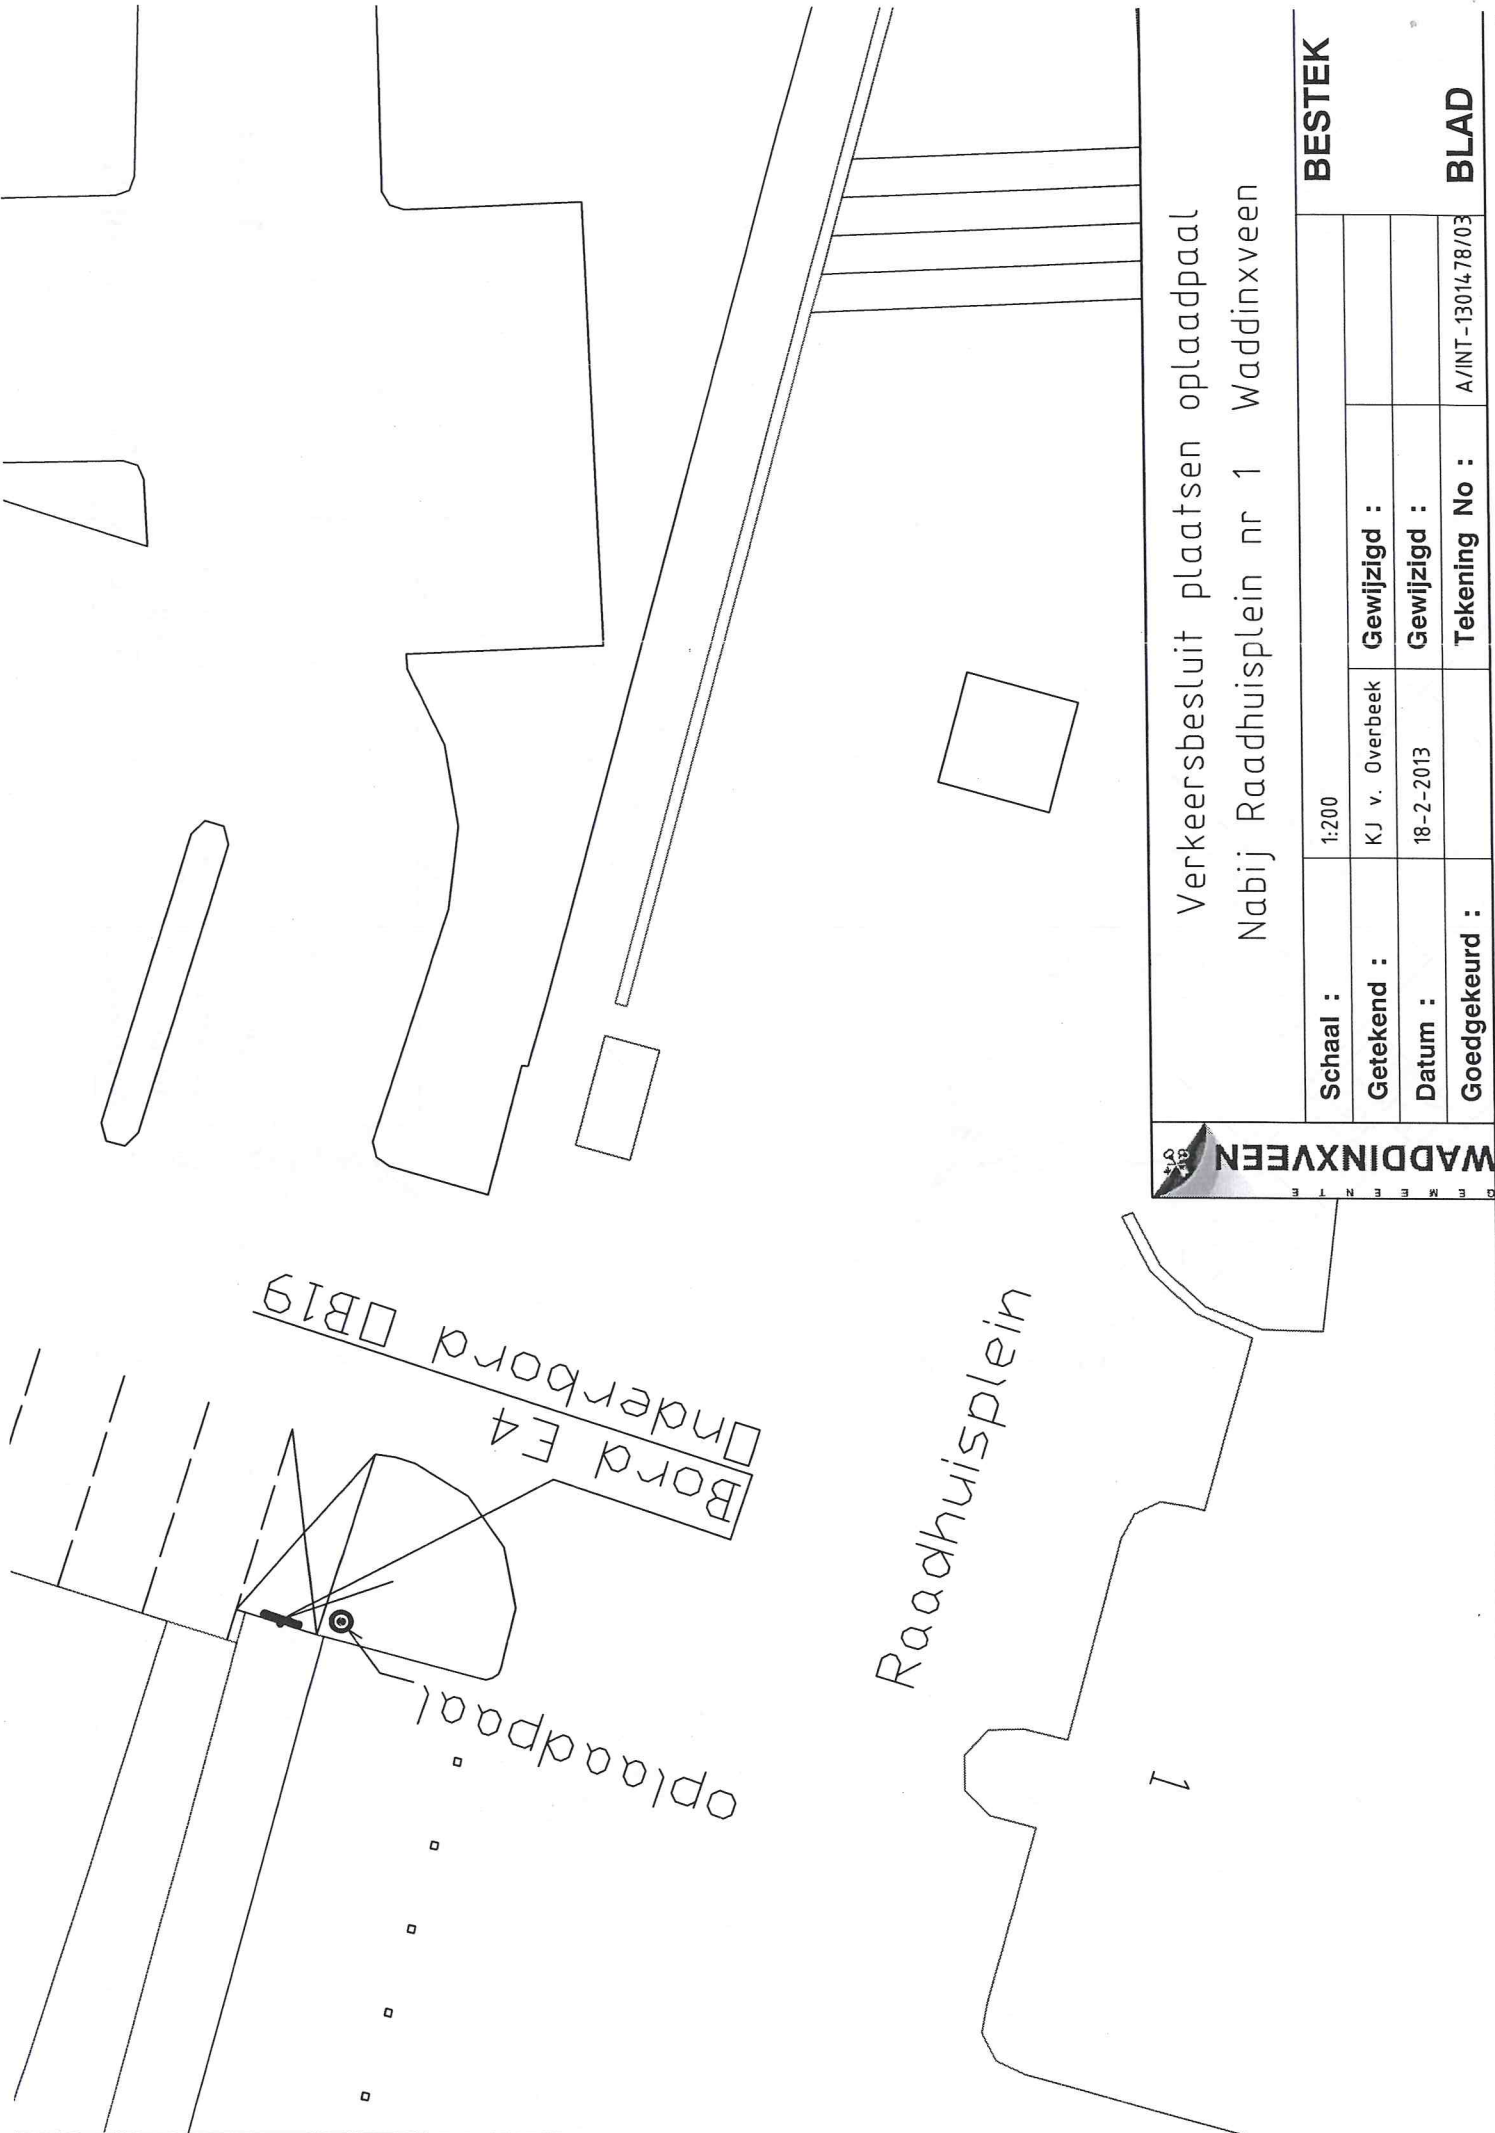 Bord E4
Onderbord OB19
oplaadpaal
Raadhuisplein
1
Verkeersbesluit plaatsen oplaadpaal
Nabij Raadhuisplein nr 1 Waddinxveen
GEMEENTE
WADDINXVEEN
Schaal : 1:200
BESTEK
Getekend : KJ v. Overbeek Gewijzigd :
Datum : 18-2-2013 Gewijzigd :
Goedgekeurd : Tekening No : A/INT-1301478/03 BLAD